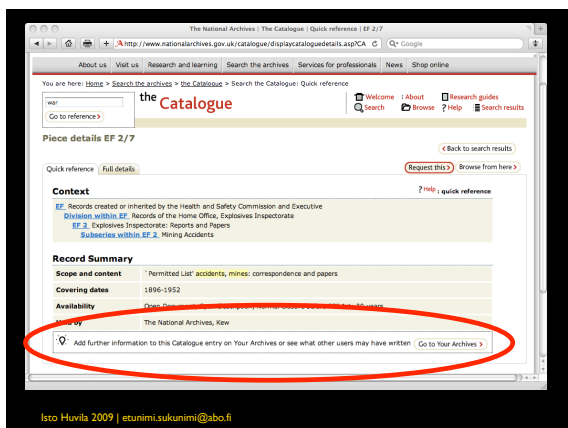 The National Archives | The Catalogue | Quick reference | EF 2/7
http://www.nationalarchives.gov.uk/catalogue/displaycataloguedetails.asp?CA
Google
About us Visit us Research and learning Search the archives Services for professionals News Shop online
You are here: Home > Search the archives > the Catalogue > Search the Catalogue: Quick reference
war
Go to reference >
the Catalogue
Welcome About Research guides
Search Browse ? Help Search results
Piece details EF 2/7
< Back to search results
Quick reference Full details
Request this > Browse from here >
Context
? Help : quick reference
EF Records created or inherited by the Health and Safety Commission and Executive
Division within EF Records of the Home Office, Explosives Inspectorate
EF 2 Explosives Inspectorate: Reports and Papers
Subseries within EF 2 Mining Accidents
Record Summary
Scope and content `Permitted List' accidents, mines: correspondence and papers
Covering dates 1896-1952
Availability Open Document, Open years
Held by The National Archives, Kew
Add further information to this Catalogue entry on Your Archives or see what other users may have written Go to Your Archives >
Isto Huvila 2009 | etunimi.sukunimi@abo.fi